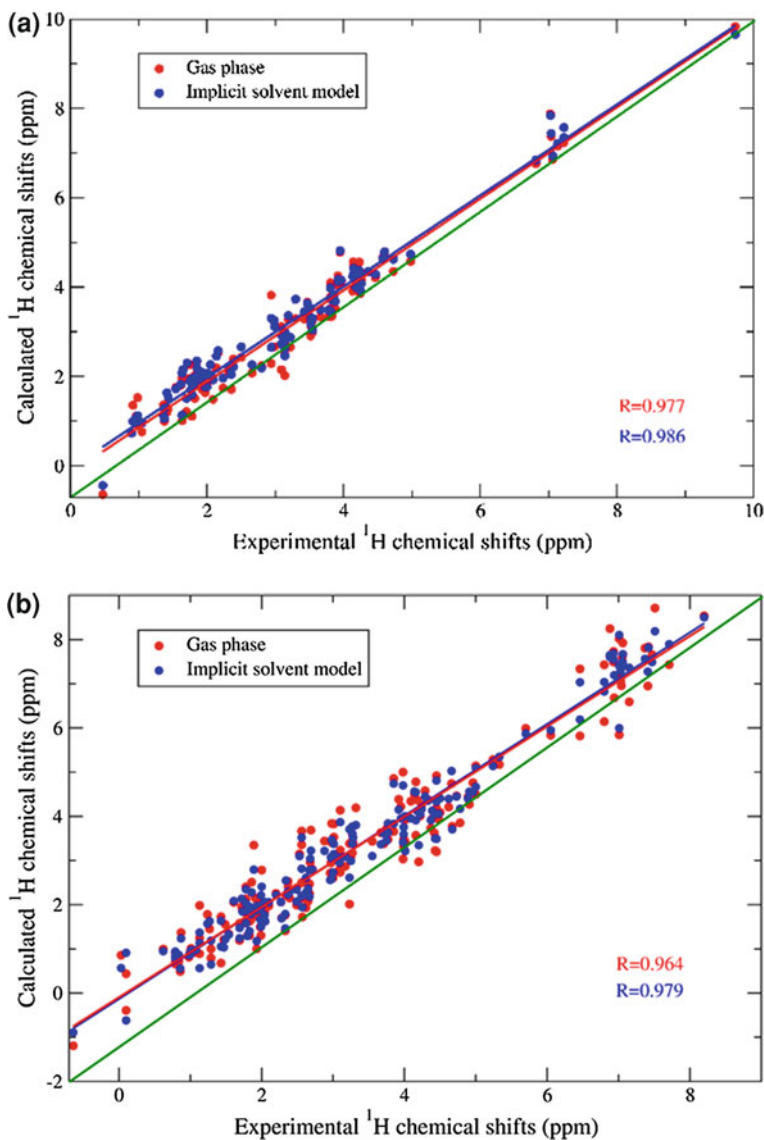 (a)
10
8
6
4
2
0
Calculated ¹H chemical shifts (ppm)
Gas phase
Implicit solvent model
R=0.977
R=0.986
0 2 4 6 8 10
Experimental ¹H chemical shifts (ppm)
(b)
8
6
4
2
0
-2
Calculated ¹H chemical shifts (ppm)
Gas phase
Implicit solvent model
R=0.964
R=0.979
0 2 4 6 8
Experimental ¹H chemical shifts (ppm)